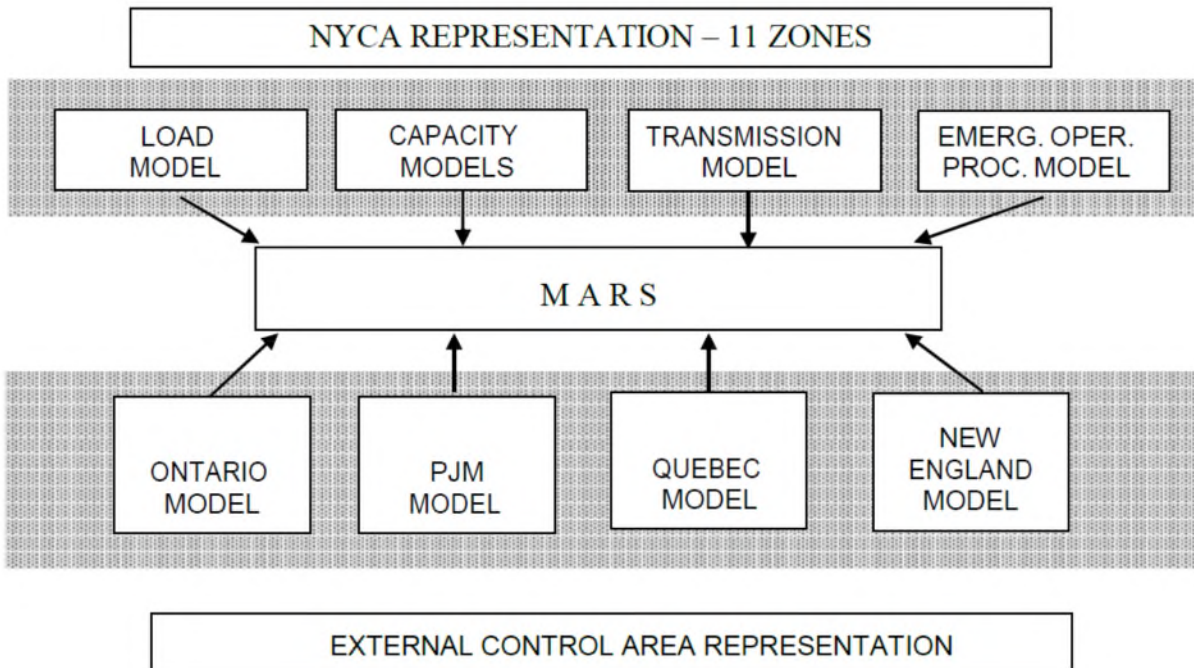 NYCA REPRESENTATION – 11 ZONES
LOAD
MODEL
CAPACITY
MODELS
TRANSMISSION
MODEL
EMERG. OPER.
PROC. MODEL
M A R S
ONTARIO
MODEL
PJM
MODEL
QUEBEC
MODEL
NEW
ENGLAND
MODEL
EXTERNAL CONTROL AREA REPRESENTATION